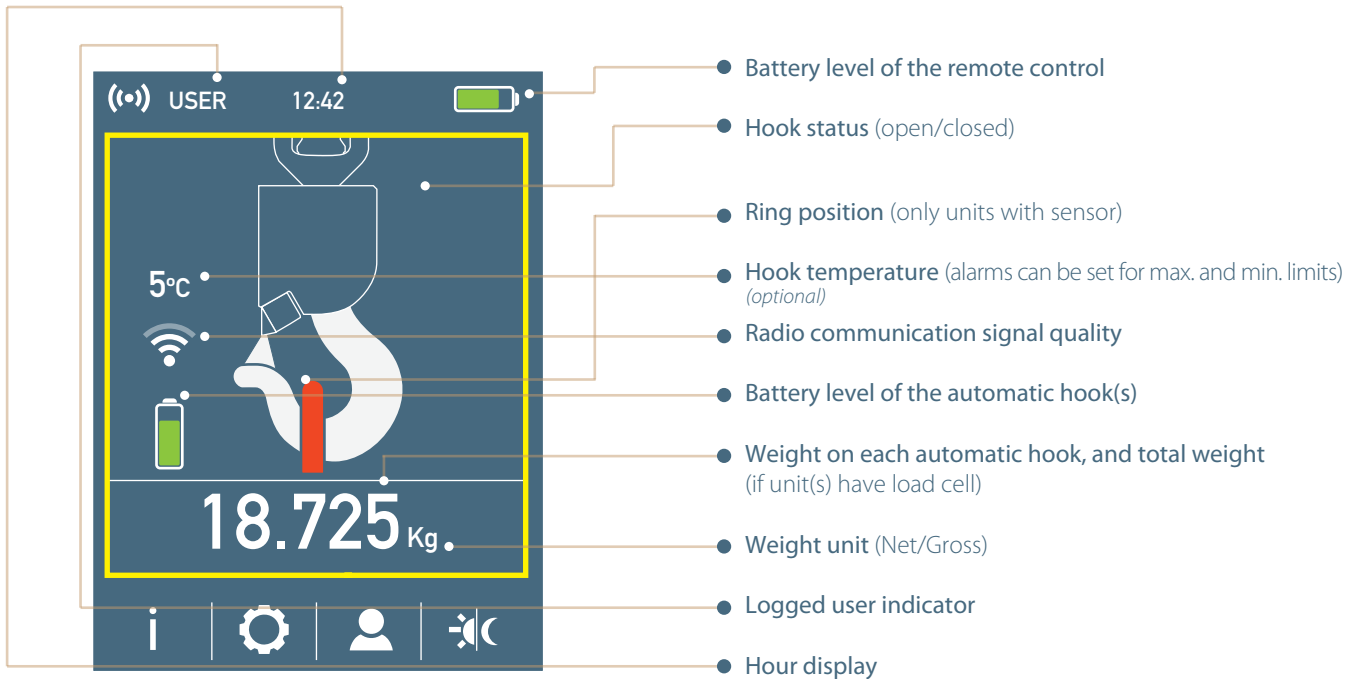 USER 12:42
5ºC
18.725 Kg
i
Battery level of the remote control
Hook status (open/closed)
Ring position (only units with sensor)
Hook temperature (alarms can be set for max. and min. limits)
(optional)
Radio communication signal quality
Battery level of the automatic hook(s)
Weight on each automatic hook, and total weight
(if unit(s) have load cell)
Weight unit (Net/Gross)
Logged user indicator
Hour display